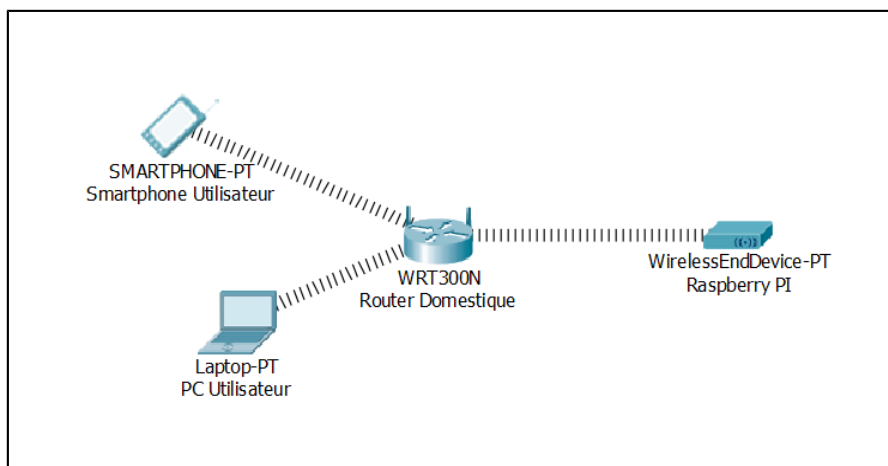 SMARTPHONE-PT
Smartphone Utilisateur
WRT300N
Router Domestique
WirelessEndDevice-PT
Raspberry PI
Laptop-PT
PC Utilisateur